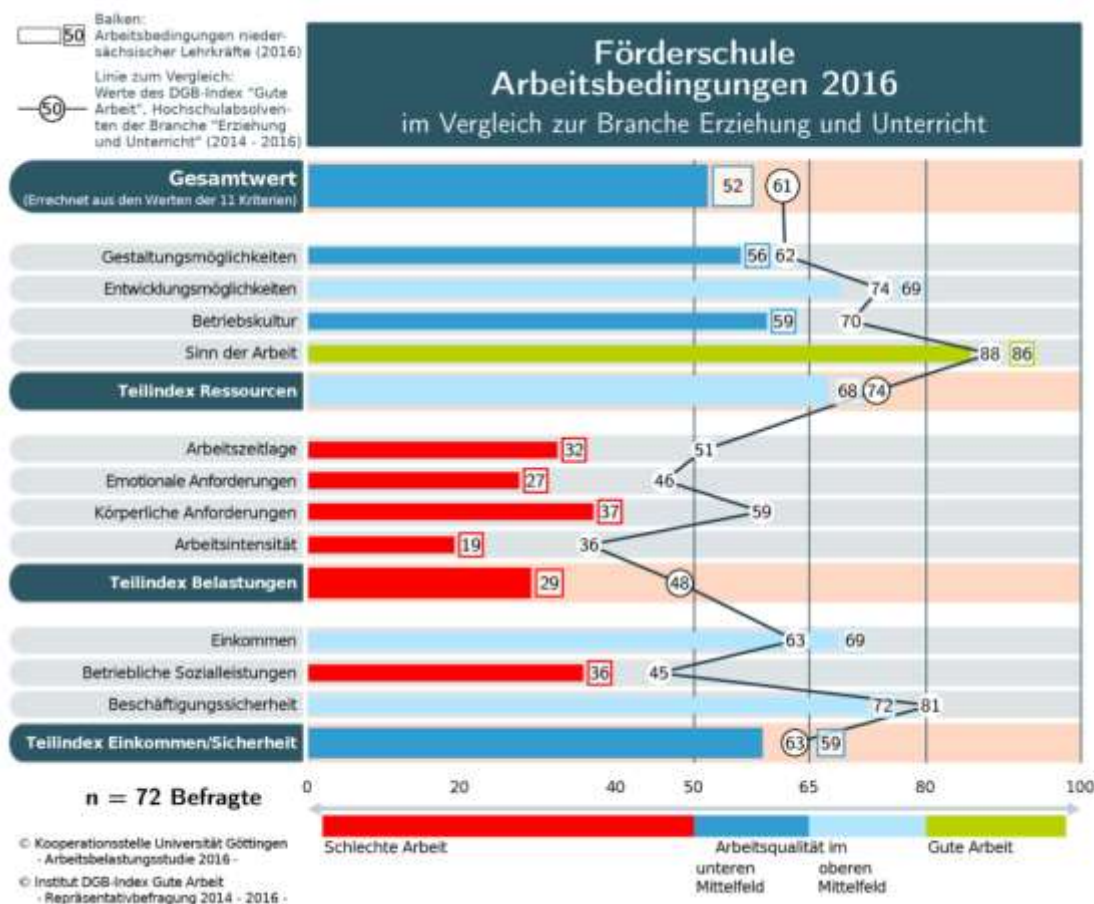 50
Balken:
Arbeitsbedingungen nieder-
sächsischer Lehrkräfte (2016)
50
Linie zum Vergleich:
Werte des DGB-Index "Gute
Arbeit", Hochschulabsolven-
ten der Branche "Erziehung
und Unterricht" (2014 - 2016)
Förderschule
Arbeitsbedingungen 2016
im Vergleich zur Branche Erziehung und Unterricht
Gesamtwert
(Errechnet aus den Werten der 11 Kriterien)
52 61
Gestaltungsmöglichkeiten 56 62
Entwicklungsmöglichkeiten 74 69
Betriebskultur 59 70
Sinn der Arbeit 88 86
Teilindex Ressourcen 68 74
Arbeitszeitlage 32 51
Emotionale Anforderungen 27 46
Körperliche Anforderungen 37 59
Arbeitsintensität 19 36
Teilindex Belastungen 29 48
Einkommen 63 69
Betriebliche Sozialleistungen 36 45
Beschäftigungssicherheit 72 81
Teilindex Einkommen/Sicherheit 63 59
0 20 40 50 65 80 100
n = 72 Befragte
Schlechte Arbeit
Arbeitsqualität im
unteren
Mittelfeld
oberen
Mittelfeld
Gute Arbeit
© Kooperationsstelle Universität Göttingen
- Arbeitsbelastungsstudie 2016 -
© Institut DGB-Index Gute Arbeit
- Repräsentativbefragung 2014 - 2016 -